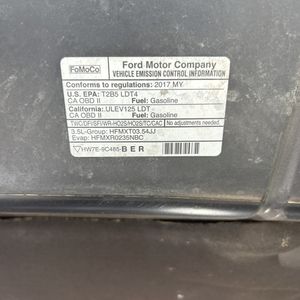 FoMoCo
Ford Motor Company
VEHICLE EMISSION CONTROL INFORMATION
Conforms to regulations: 2017 MY
U.S. EPA: T2B5 LDT4
CA OBD II Fuel: Gasoline
California: ULEV125 LDT
CA OBD II Fuel: Gasoline
TWC/DFI/SFI/WR-HO2S/HO2S/TC/CAC No adjustments needed.
3.5L-Group: HFMXT03.54JJ
Evap: HFMXR0235NBC
HW7E-9C485-BER